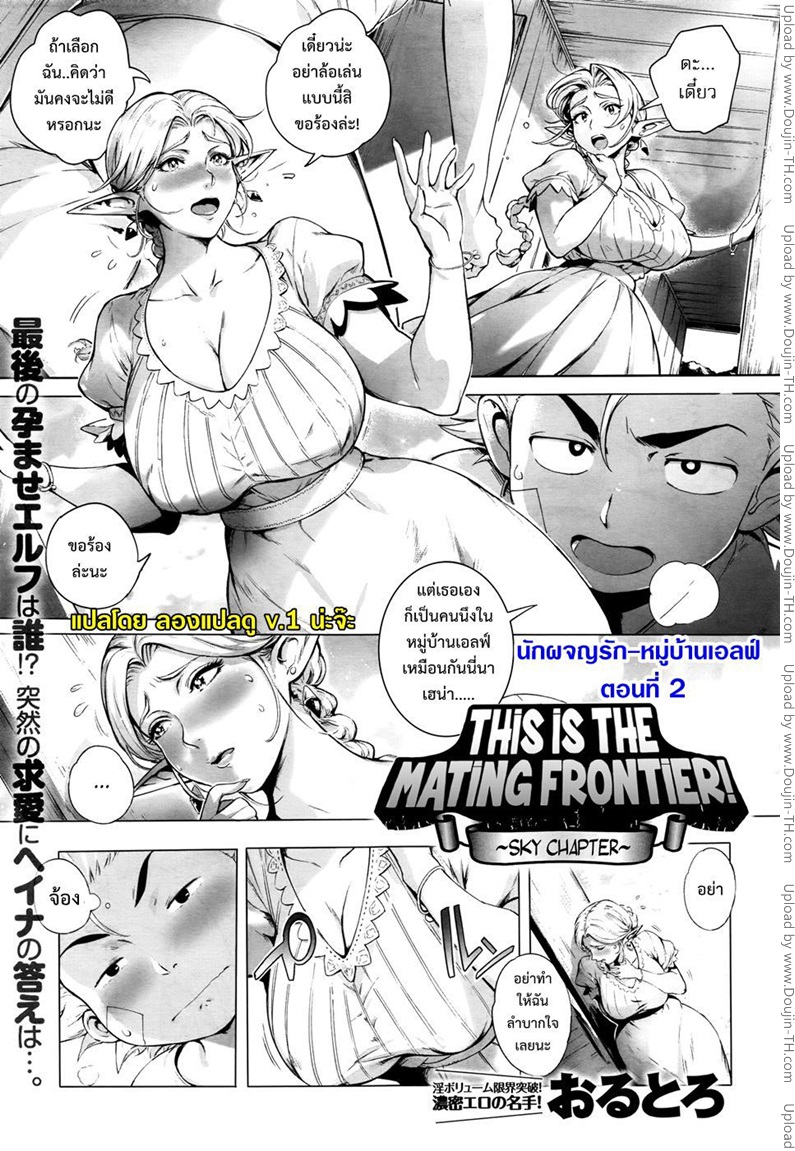 ตะ...
เดี๋ยว
เดี๋ยวน่ะ
อย่าล้อเล่น
แบบนี้สิ
ขอร้องล่ะ!
ถ้าเลือก
ฉัน..คิดว่า
มันคงจะไม่ดี
หรอกนะ
ขอร้อง
ล่ะนะ
แปลโดย ลองแปลดู v.1 น่ะจ๊ะ
แต่เธอเอง
ก็เป็นคนนึงใน
หมู่บ้านเอลฟ์
เหมือนกันนี่นา
เฮน่า.....
นักผจญรัก-หมู่บ้านเอลฟ์
ตอนที่ 2
THIS IS THE
MATING FRONTIER!
~SKY CHAPTER~
...
จ้อง
อย่า
อย่าทำ
ให้ฉัน
ลำบากใจ
เลยนะ
最後の孕ませエルフは誰!? 突然の求愛にヘイナの答えは…。
淫ボリューム限界突破!
濃密エロの名手!
おるとろ
Upload by www.Doujin-TH.com
Upload by www.Doujin-TH.com
Upload by www.Doujin-TH.com
Upload by www.Doujin-TH.com
Upload by www.Doujin-TH.com
Upload